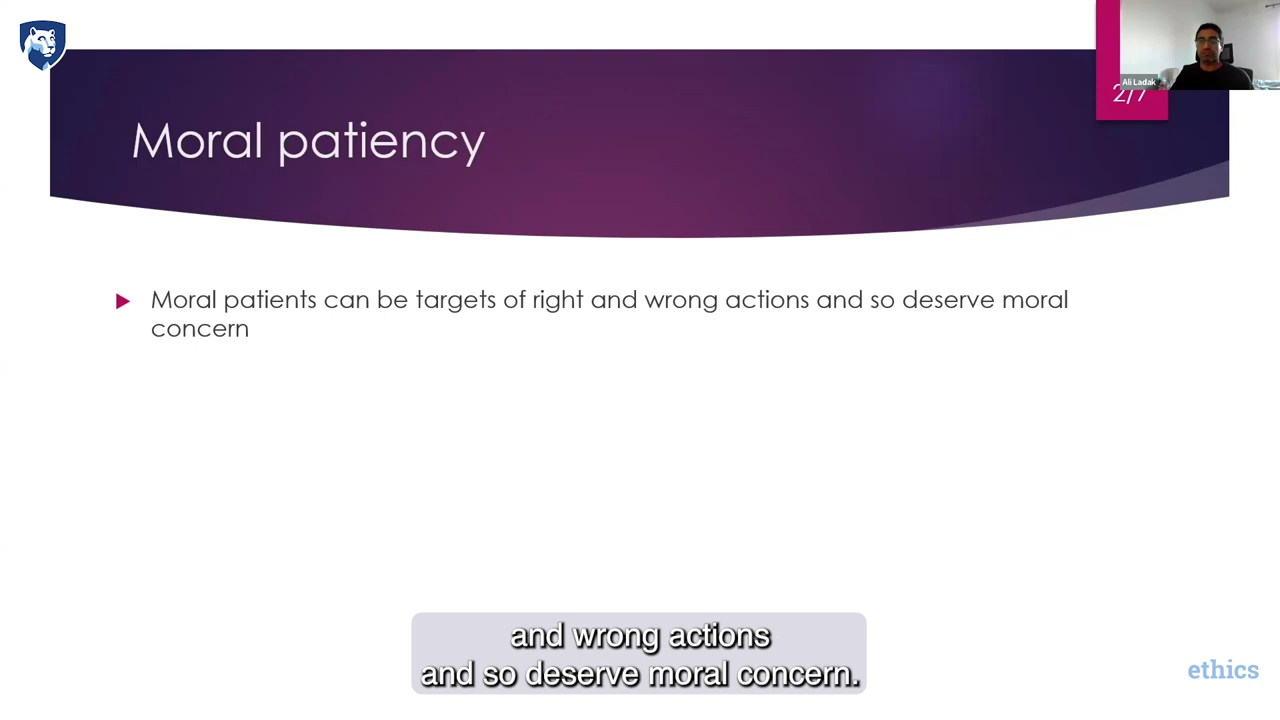 Ali Ladak
2/7
Moral patiency
Moral patients can be targets of right and wrong actions and so deserve moral
concern
and wrong actions
and so deserve moral concern.
ethics